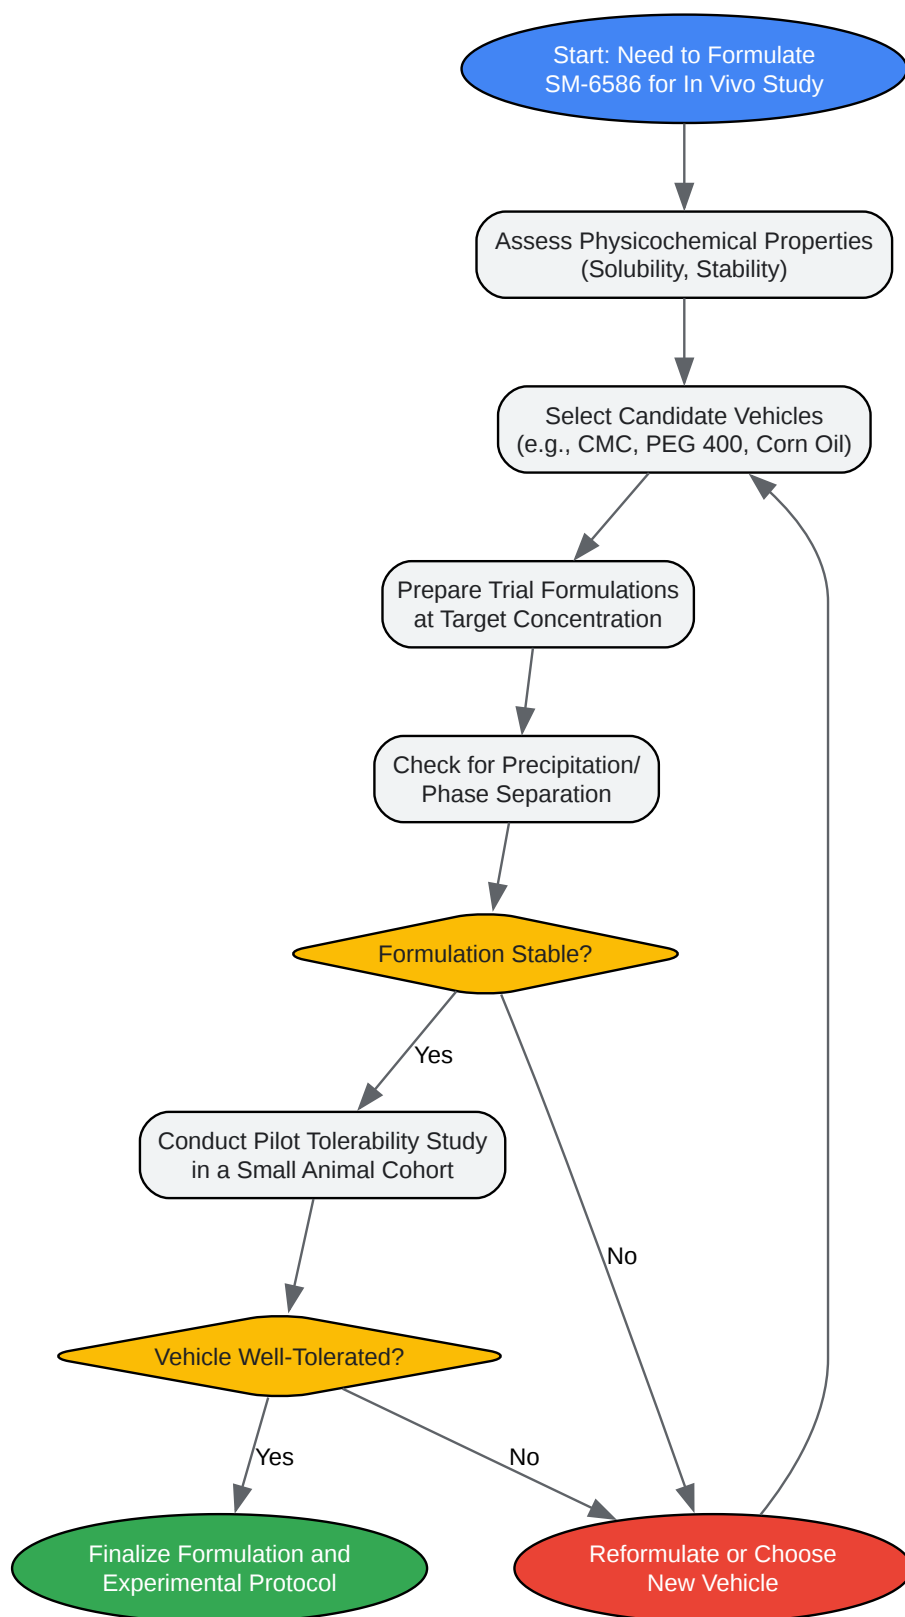 Start: Need to Formulate
SM-6586 for In Vivo Study
Assess Physicochemical Properties
(Solubility, Stability)
Select Candidate Vehicles
(e.g., CMC, PEG 400, Corn Oil)
Prepare Trial Formulations
at Target Concentration
Check for Precipitation/
Phase Separation
Formulation Stable?
Yes
Conduct Pilot Tolerability Study
in a Small Animal Cohort
No
Vehicle Well-Tolerated?
Yes
No
Finalize Formulation and
Experimental Protocol
Reformulate or Choose
New Vehicle